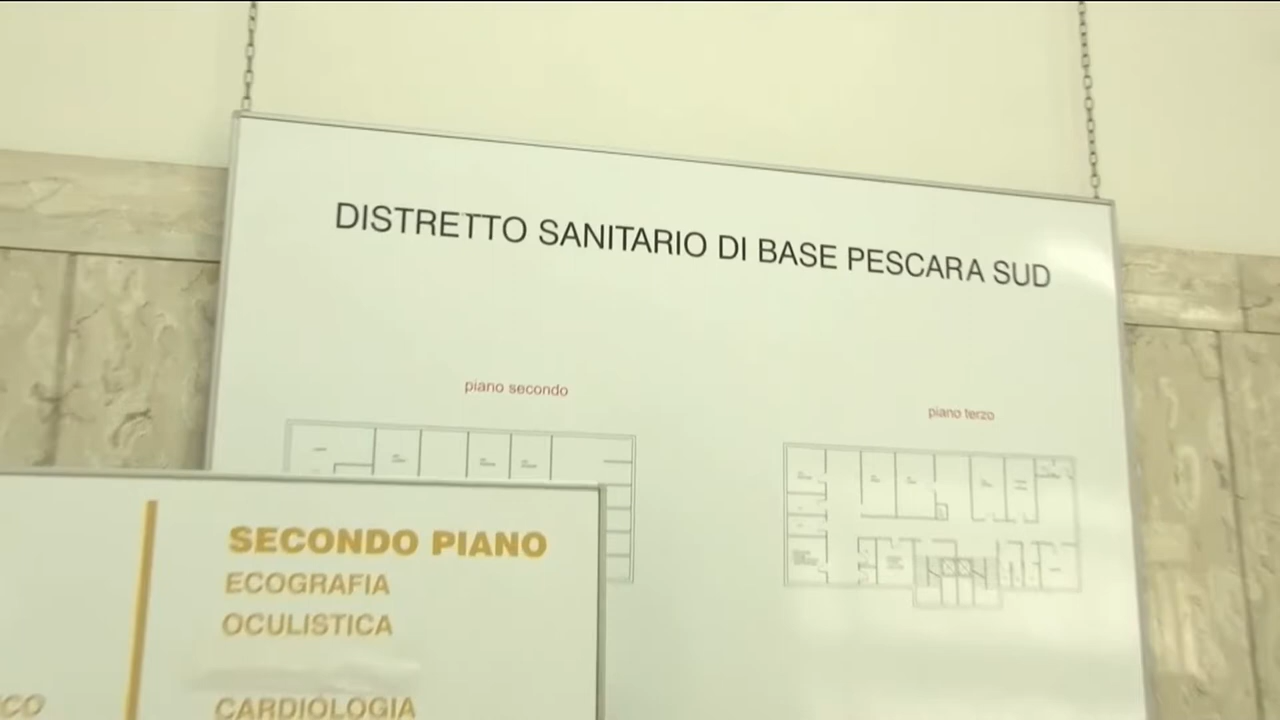 DISTRETTO SANITARIO DI BASE PESCARA SUD
piano secondo
piano terzo
SECONDO PIANO
ECOGRAFIA
OCULISTICA
CARDIOLOGIA